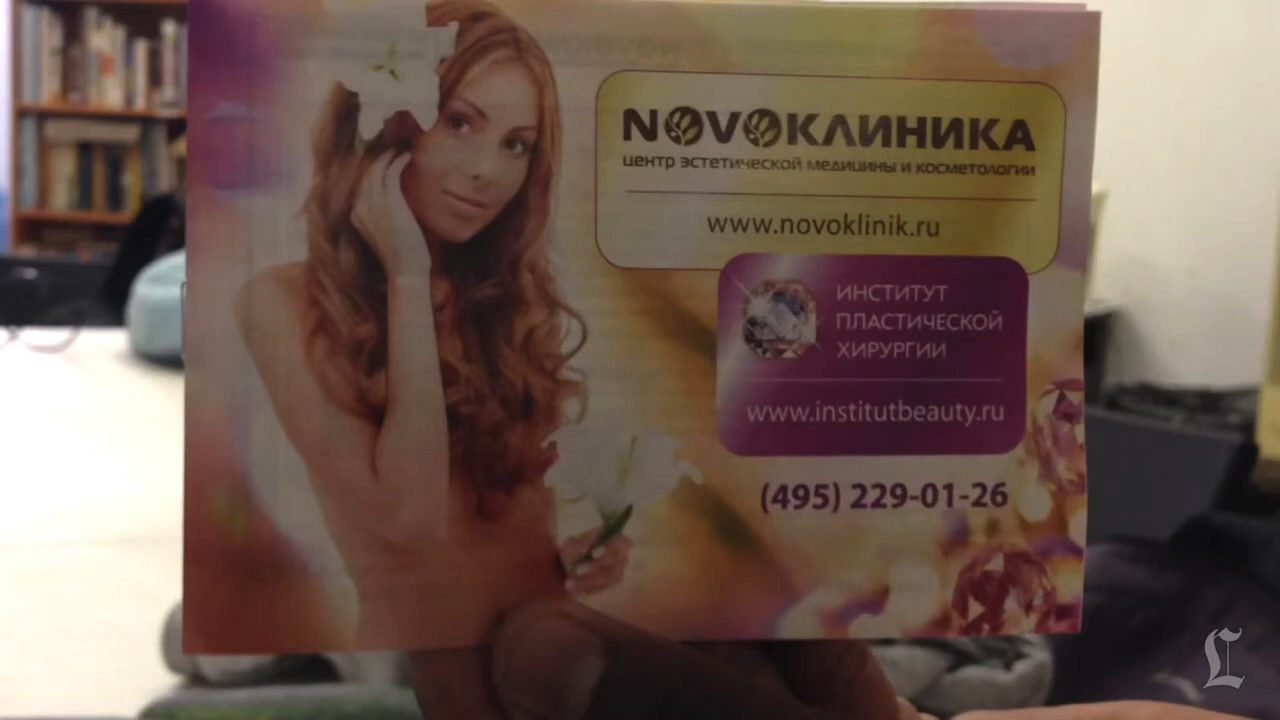 NOVOКЛИНИКА
центр эстетической медицины и косметологии
www.novoklinik.ru
ИНСТИТУТ
ПЛАСТИЧЕСКОЙ
ХИРУРГИИ
www.institutbeauty.ru
(495) 229-01-26